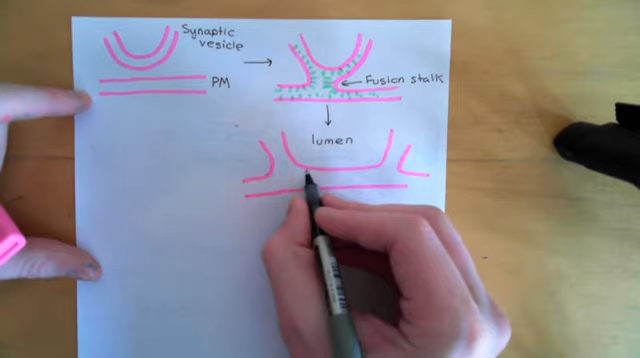 Synaptic
vesicle
PM
Fusion stalk
lumen